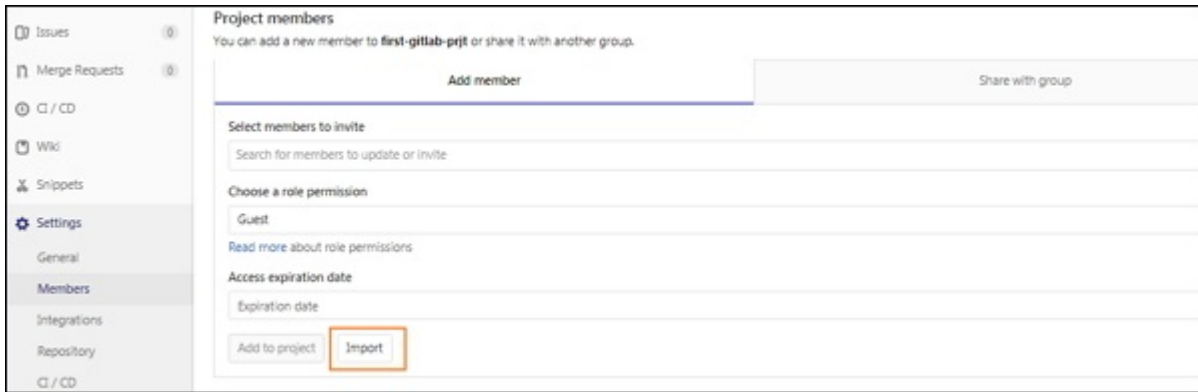 Project members
You can add a new member to first-gitlab-prjt or share it with another group.
Issues 0
Merge Requests 0
CI / CD
Wiki
Snippets
Settings
General
Members
Integrations
Repository
CI / CD
Add member
Share with group
Select members to invite
Search for members to update or invite
Choose a role permission
Guest
Read more about role permissions
Access expiration date
Expiration date
Add to project
Import